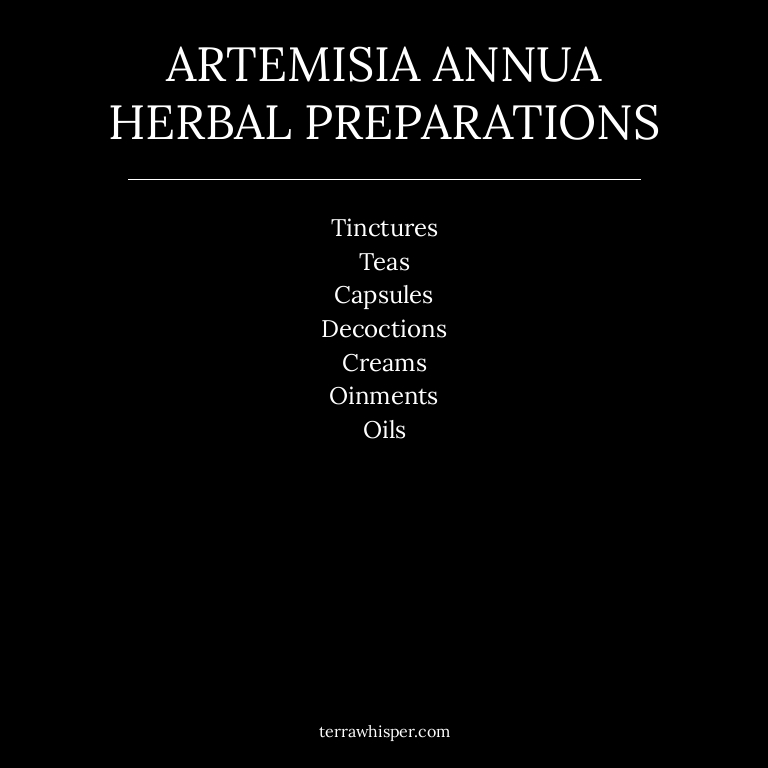 ARTEMISIA ANNUA
HERBAL PREPARATIONS
Tinctures
Teas
Capsules
Decoctions
Creams
Oinments
Oils
terrawhisper.com